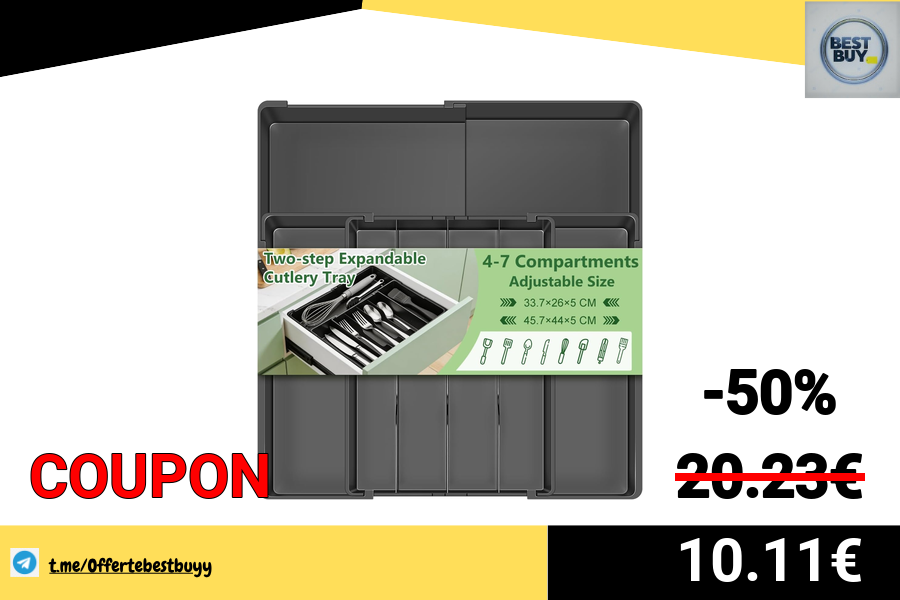 BEST
BUY
Two-step Expandable
Cutlery Tray
4-7 Compartments
Adjustable Size
33.7×26×5 CM
45.7×44×5 CM
-50%
COUPON
20.23€
t.me/Offertebestbuyy
10.11€